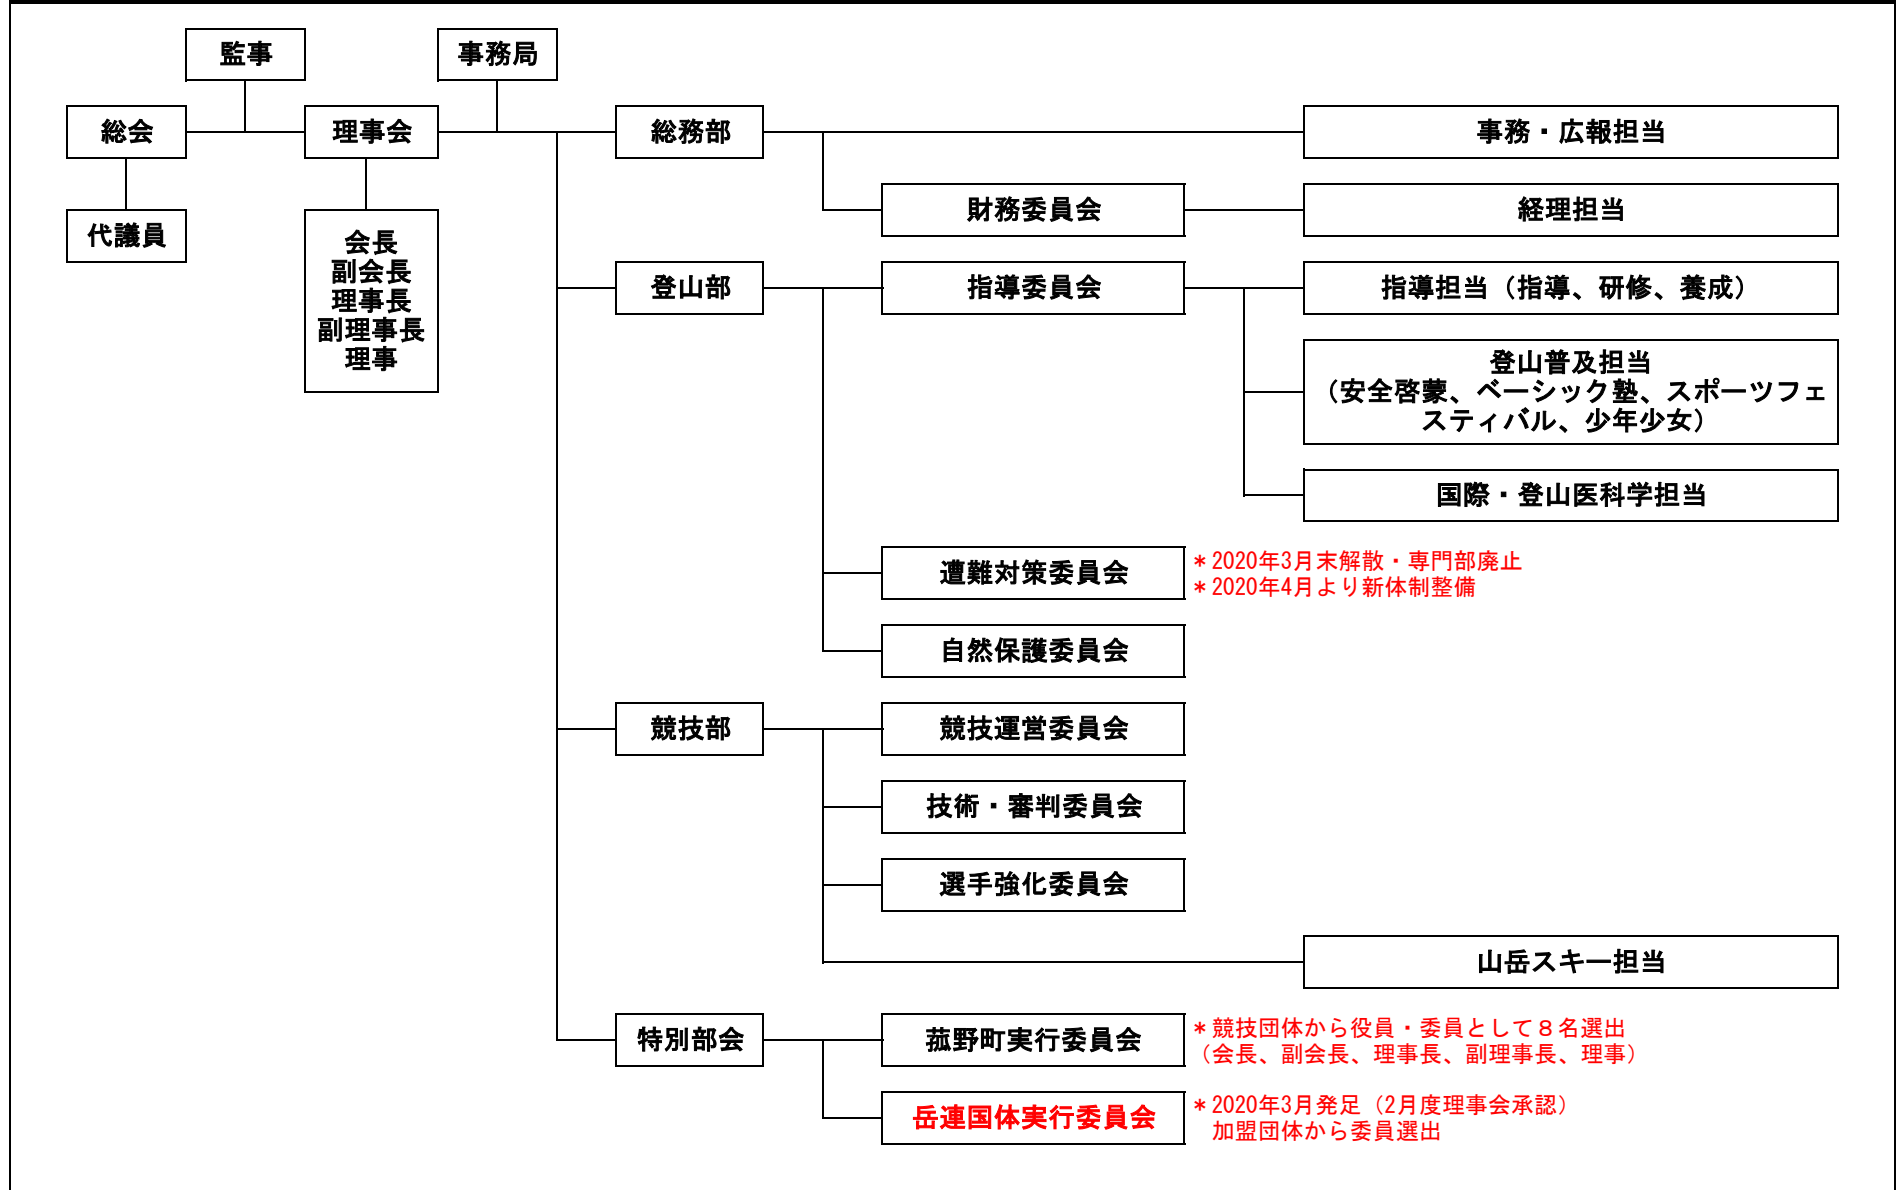 監事
事務局
総会
理事会
総務部
事務・広報担当
財務委員会
経理担当
代議員
会長
副会長
理事長
副理事長
理事
登山部
指導委員会
指導担当（指導、研修、養成）
登山普及担当
（安全啓蒙、ベーシック塾、スポーツフェ
スティバル、少年少女）
国際・登山医科学担当
遭難対策委員会
＊2020年3月末解散・専門部廃止
＊2020年4月より新体制整備
自然保護委員会
競技部
競技運営委員会
技術・審判委員会
選手強化委員会
山岳スキー担当
特別部会
菰野町実行委員会
＊競技団体から役員・委員として８名選出
（会長、副会長、理事長、副理事長、理事）
岳連国体実行委員会
＊2020年3月発足（2月度理事会承認）
加盟団体から委員選出